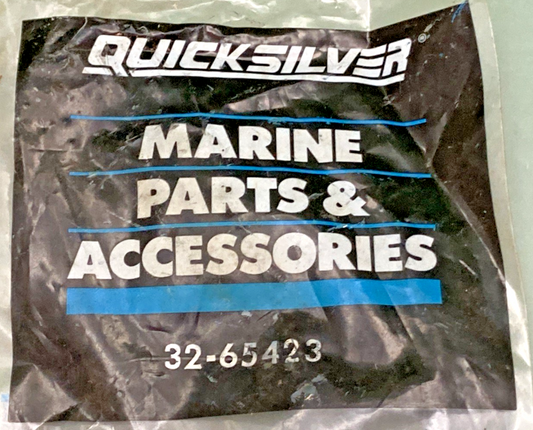 QUICKSILVER®
MARINE
PARTS &
ACCESSORIES
32-65423